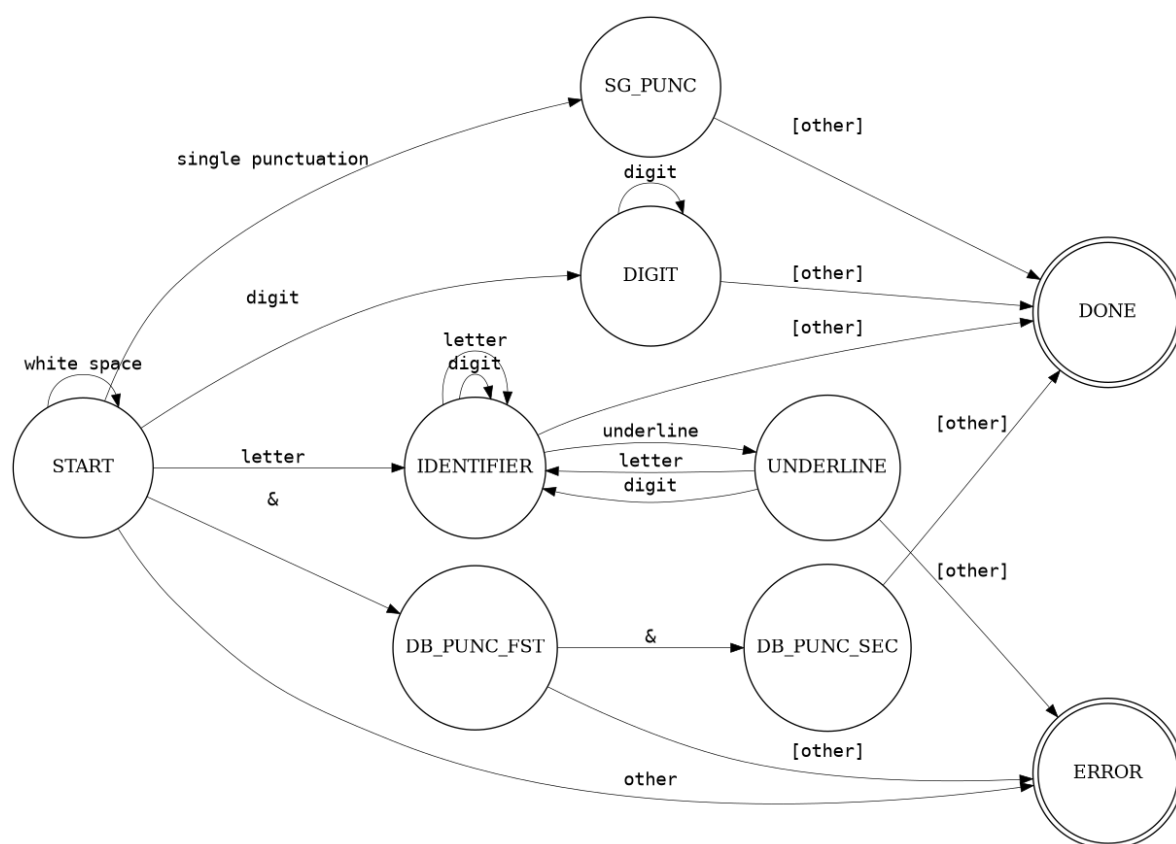 SG_PUNC
[other]
single punctuation
digit
DIGIT
[other]
digit
DONE
[other]
letter
digit
white space
START
letter
&
IDENTIFIER
underline
letter
digit
UNDERLINE
[other]
[other]
DB_PUNC_FST
&
DB_PUNC_SEC
[other]
other
ERROR